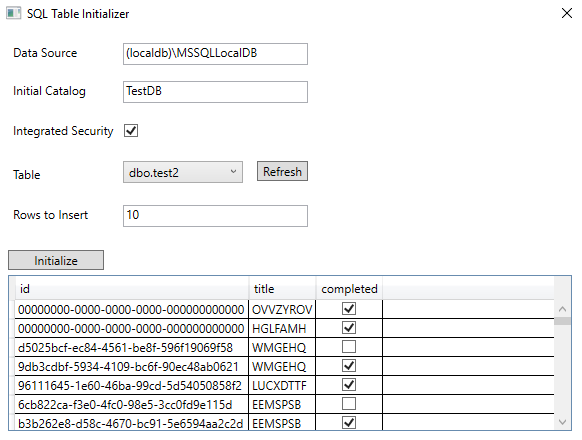 SQL Table Initializer
Data Source (localdb)\MSSQLLocalDB
Initial Catalog TestDB
Integrated Security
Table dbo.test2 Refresh
Rows to Insert 10
Initialize
id title completed
00000000-0000-0000-0000-000000000000 OVVZYROV
00000000-0000-0000-0000-000000000000 HGLFAMH
d5025bcf-ec84-4561-be8f-596f19069f58 WMGEHQ
9db3cdbf-5934-4109-bc6f-90ec48ab0621 WMGEHQ
96111645-1e60-46ba-99cd-5d54050858f2 LUCXDTTF
6cb822ca-f3e0-4fc0-98e5-3cc0fd9e115d EEMSPSB
b3b262e8-d58c-4670-bc91-5e6594aa2c2d EEMSPSB